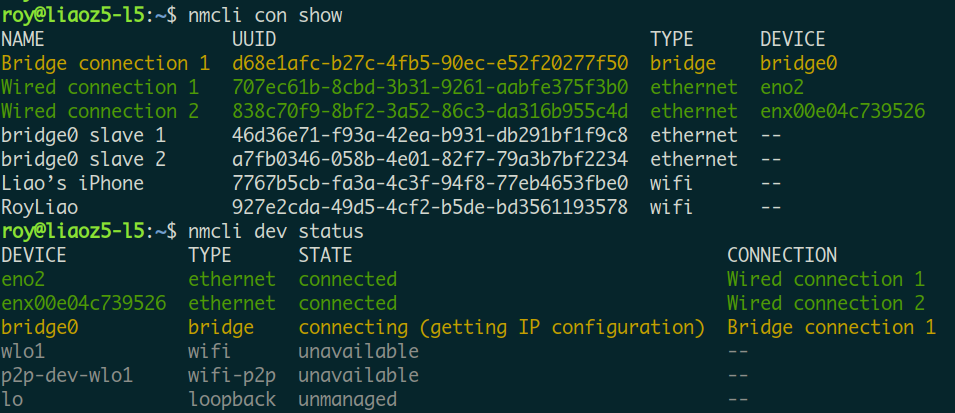 roy@liaoz5-l5:~$ nmcli con show
NAME                 UUID                                  TYPE      DEVICE
Bridge connection 1  d68e1afc-b27c-4fb5-90ec-e52f20277f50  bridge    bridge0
Wired connection 1   707ec61b-8cba-3b31-9261-aabfe375f3b0  ethernet  eno2
Wired connection 2   838c70f9-8bf2-3a52-86c3-da316b955c4d  ethernet  enx00e04c739526
bridge0 slave 1      46d36e71-f93a-42ea-b931-db291bf1f9c8  ethernet  --
bridge0 slave 2      a7fb0346-058b-4e01-82f7-79a3b7bf2234  ethernet  --
Liao’s iPhone        7767b5cb-fa3a-4c3f-94f8-77eb4653fbe0  wifi      --
RoyLiao              927e2cda-49d5-4cf2-b5de-bd3561193578  wifi      --
roy@liaoz5-l5:~$ nmcli dev status
DEVICE           TYPE      STATE                                  CONNECTION
eno2             ethernet  connected                              Wired connection 1
enx00e04c739526  ethernet  connected                              Wired connection 2
bridge0          bridge    connecting (getting IP configuration)  Bridge connection 1
wlo1             wifi      unavailable                            --
p2p-dev-wlo1     wifi-p2p  unavailable                            --
lo               loopback  unmanaged                              --